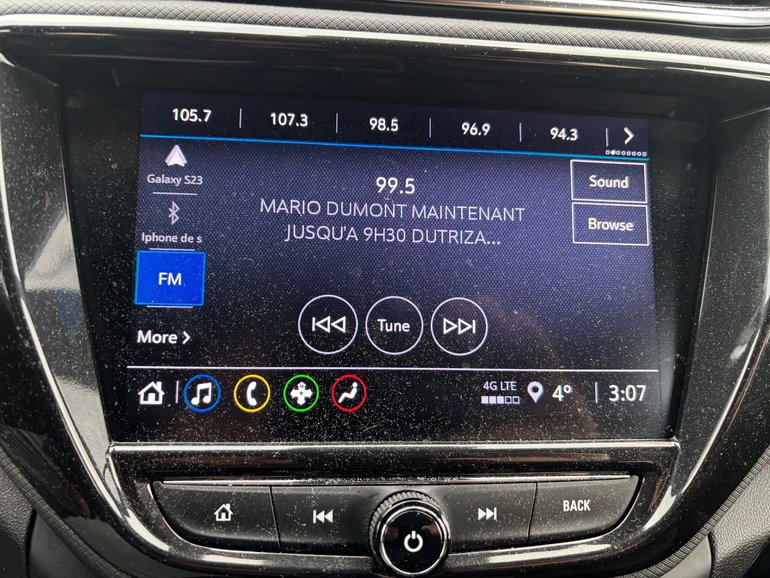 105.7 107.3 98.5 96.9 94.3
Galaxy S23
99.5
Sound
MARIO DUMONT MAINTENANT
Iphone de s
JUSQU'A 9H30 DUTRIZA...
Browse
FM
Tune
More
4G LTE
4° 3:07
BACK